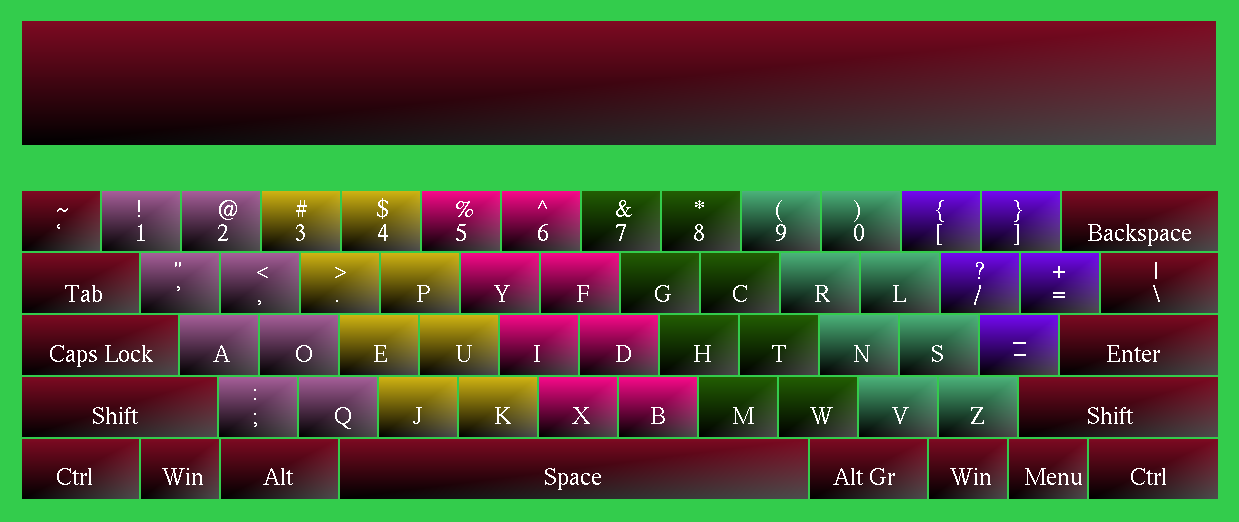 ~ ! @ # $ % ^ & * ( ) { }
` 1 2 3 4 5 6 7 8 9 0 [ ] Backspace
" < > ? + |
Tab ' , . P Y F G C R L / = \
Caps Lock A O E U I D H T N S _ - Enter
:
Shift ; Q J K X B M W V Z Shift
Ctrl Win Alt Space Alt Gr Win Menu Ctrl